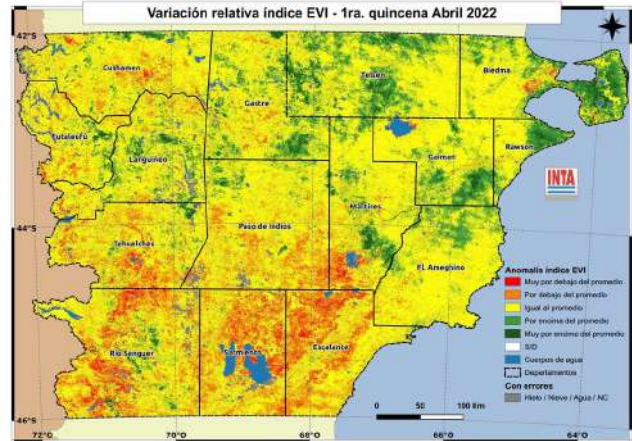 Variación relativa índice EVI - 1ra. quincena Abril 2022
42°S
44°S
46°S
72°O
70°O
68°O
66°O
64°O
Cushamen
Gastre
Telsen
Biedma
Futaleufú
Languiñeo
Gaiman
Rawson
INTA
Mártires
Paso de Indios
Tehuelches
EL Ameghino
Río Senguer
Sarmiento
Escalante
Anomalía índice EVI
Muy por debajo del promedio
Por debajo del promedio
Igual al promedio
Por encima del promedio
Muy por encima del promedio
S/D
Cuerpos de agua
Departamentos
Con errores
Hielo / Nieve / Agua / NC
0 50 100 Km